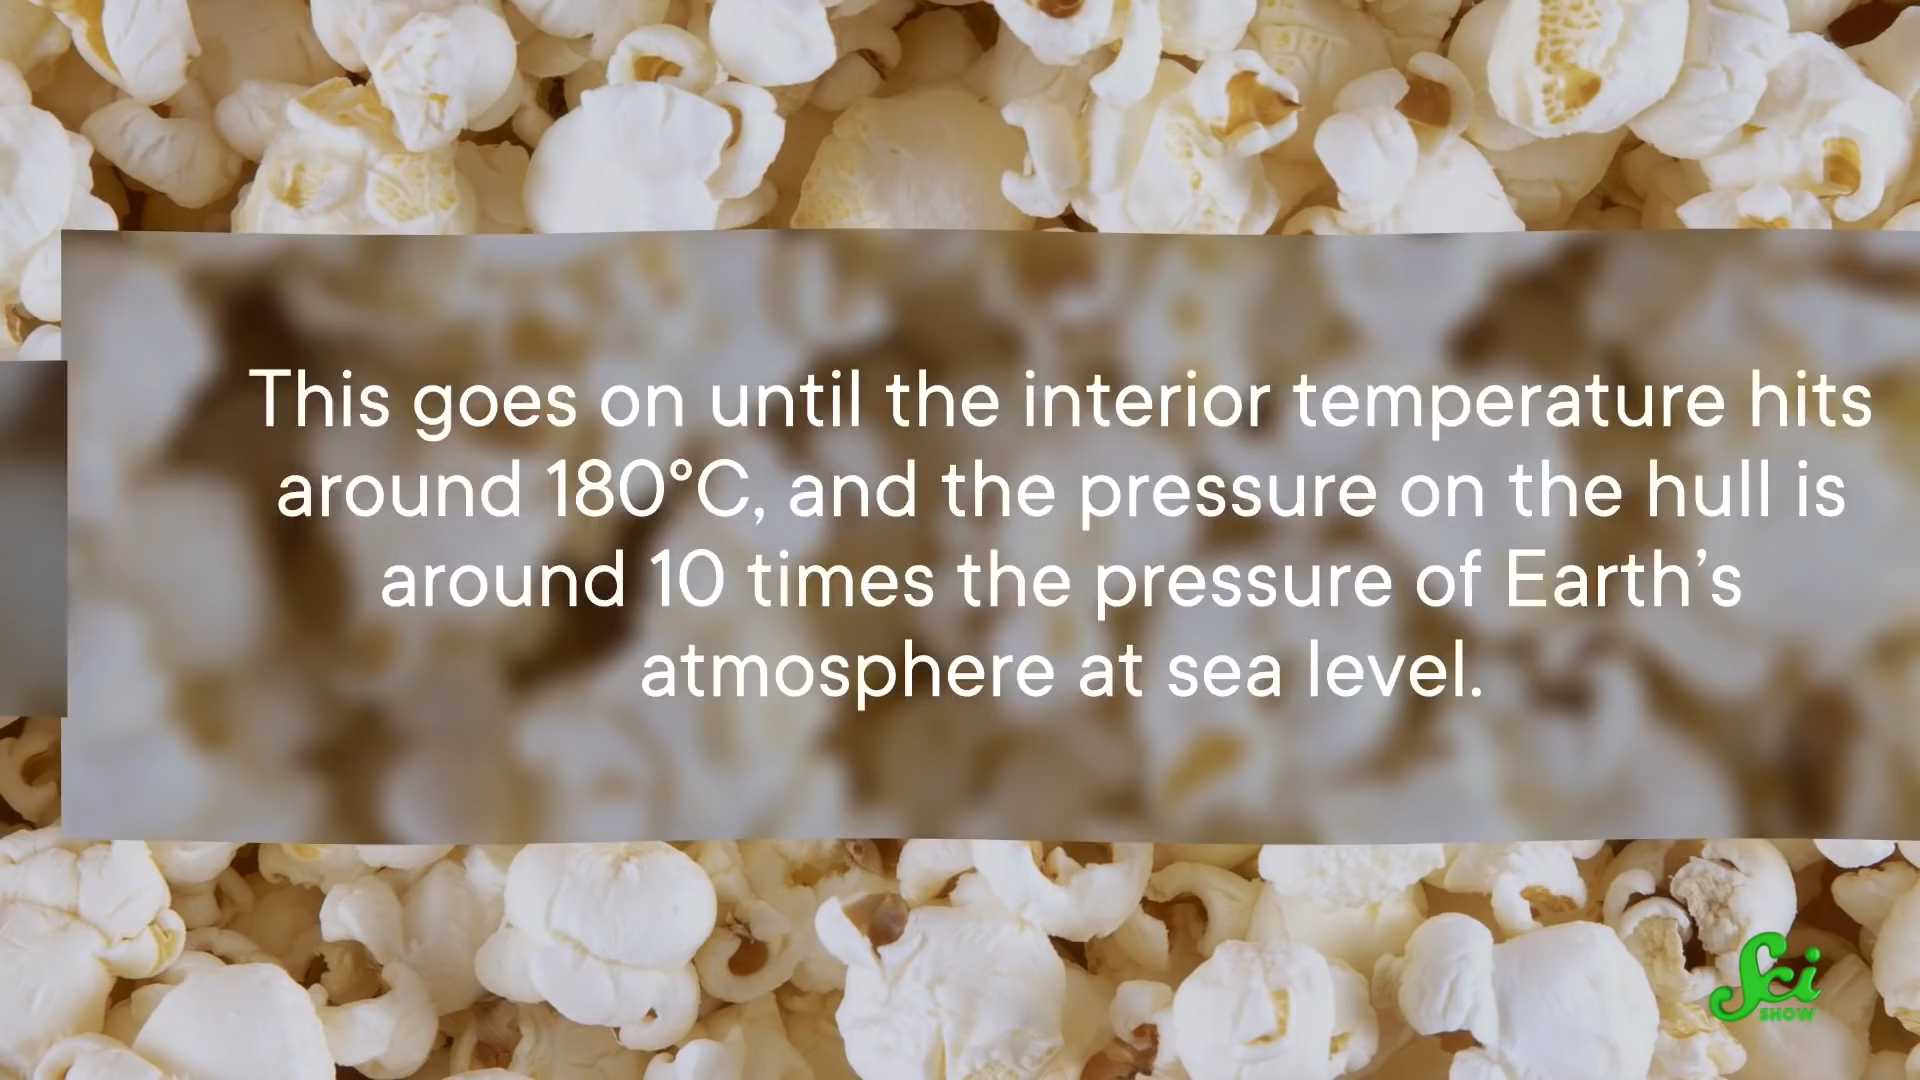 This goes on until the interior temperature hits
around 180°C, and the pressure on the hull is
around 10 times the pressure of Earth’s
atmosphere at sea level.
Sci
SHOW